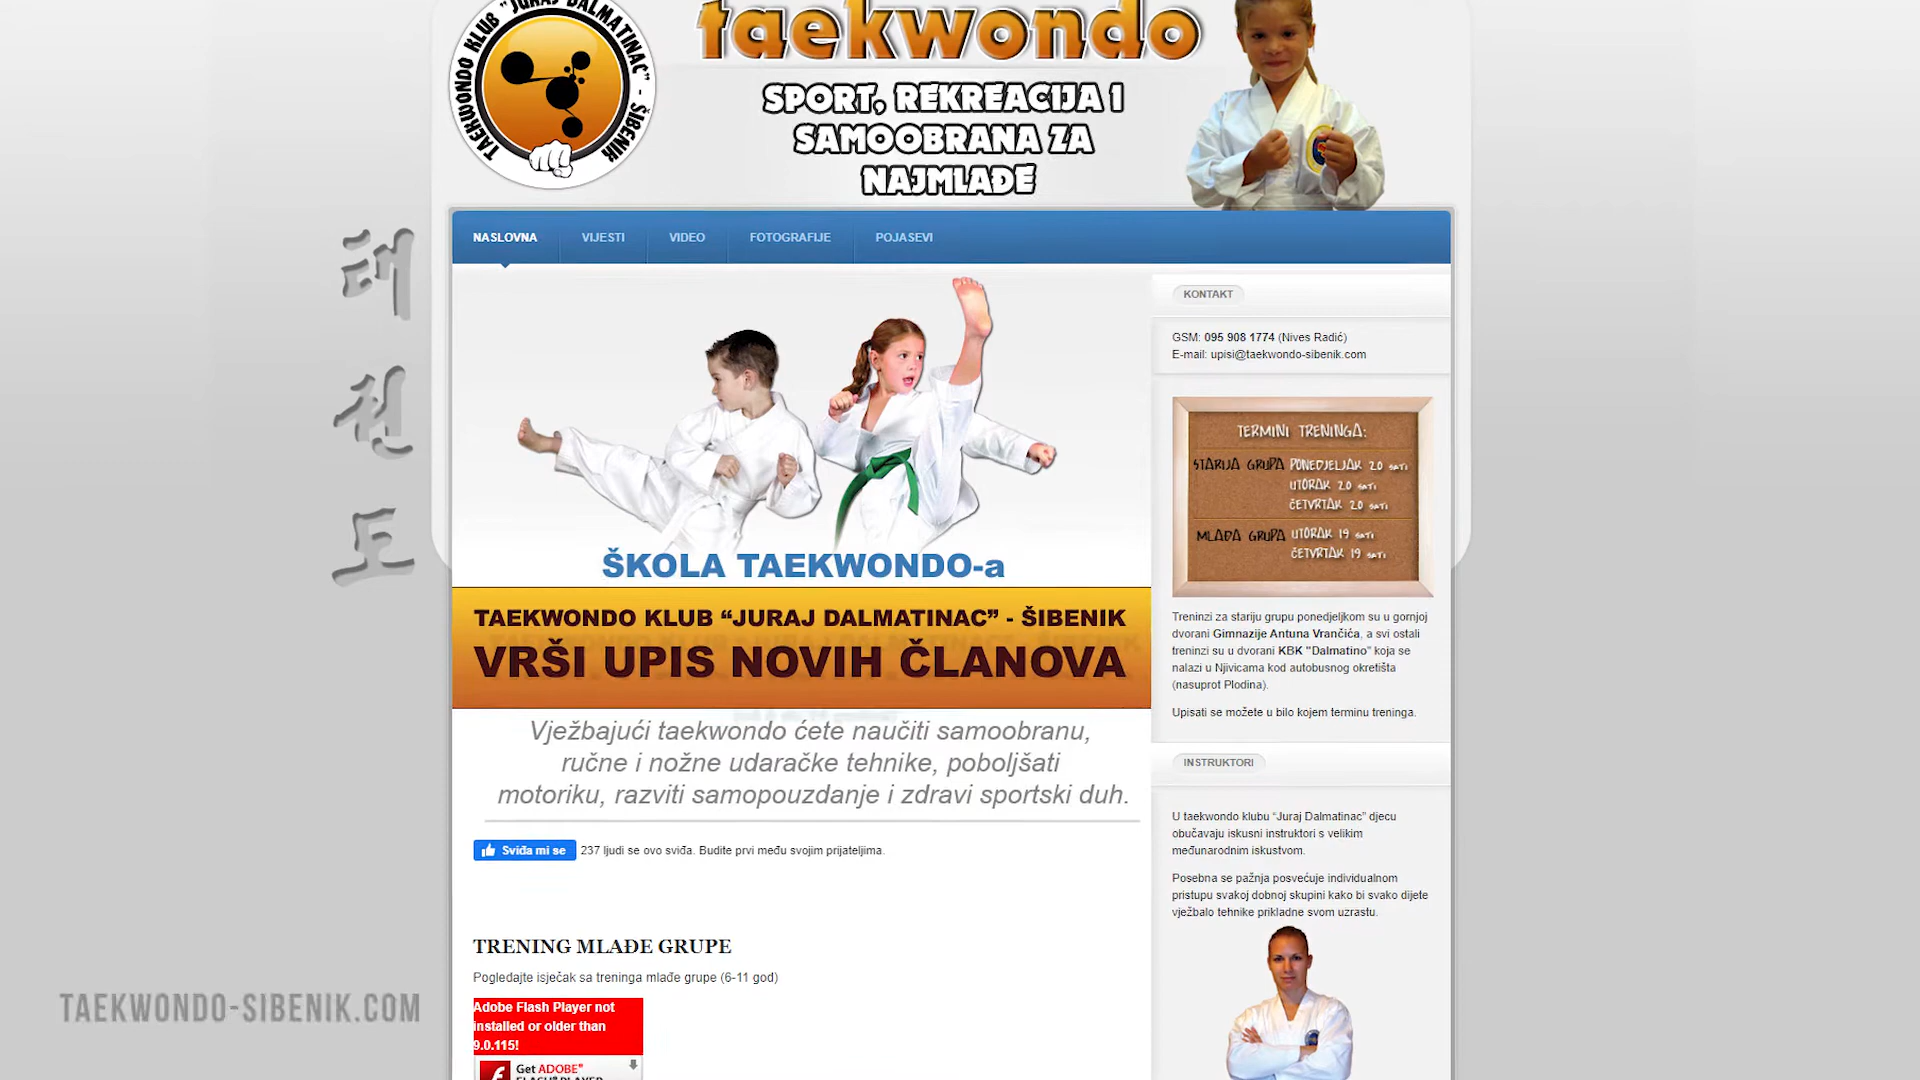 TAEKWONDO KLUB "JURAJ DALMATINAC" - ŠIBENIK
taekwondo
SPORT, REKREACIJA I
SAMOOBRANA ZA
NAJMLAĐE
NASLOVNA
VIJESTI
VIDEO
FOTOGRAFIJE
POJASEVI
태
권
도
ŠKOLA TAEKWONDO-a
TAEKWONDO KLUB “JURAJ DALMATINAC” - ŠIBENIK
VRŠI UPIS NOVIH ČLANOVA
Vježbajući taekwondo ćete naučiti samoobranu,
ručne i nožne udaračke tehnike, poboljšati
motoriku, razviti samopouzdanje i zdravi sportski duh.
Sviđa mi se
237 ljudi se ovo sviđa. Budite prvi među svojim prijateljima.
TRENING MLAĐE GRUPE
Pogledajte isječak sa treninga mlađe grupe (6-11 god)
Adobe Flash Player not
installed or older than
9.0.115!
Get ADOBE®
FLASH® PLAYER
KONTAKT
GSM: 095 908 1774 (Nives Radić)
E-mail: upisi@taekwondo-sibenik.com
TERMINI TRENINGA:
STARIJA GRUPA PONEDJELJAK 20 SATI
UTORAK 20 SATI
ČETVRTAK 20 SATI
MLAĐA GRUPA UTORAK 19 SATI
ČETVRTAK 19 SATI
Treninzi za stariju grupu ponedjeljkom su u gornjoj
dvorani Gimnazije Antuna Vrančića, a svi ostali
treninzi su u dvorani KBK "Dalmatino" koja se
nalazi u Njivicama kod autobusnog okretišta
(nasuprot Plodina).
Upisati se možete u bilo kojem terminu treninga.
INSTRUKTORI
U taekwondo klubu “Juraj Dalmatinac” djecu
obučavaju iskusni instruktori s velikim
međunarodnim iskustvom.
Posebna se pažnja posvećuje individualnom
pristupu svakoj dobnoj skupini kako bi svako dijete
vježbalo tehnike prikladne svom uzrastu.
TAEKWONDO-SIBENIK.COM